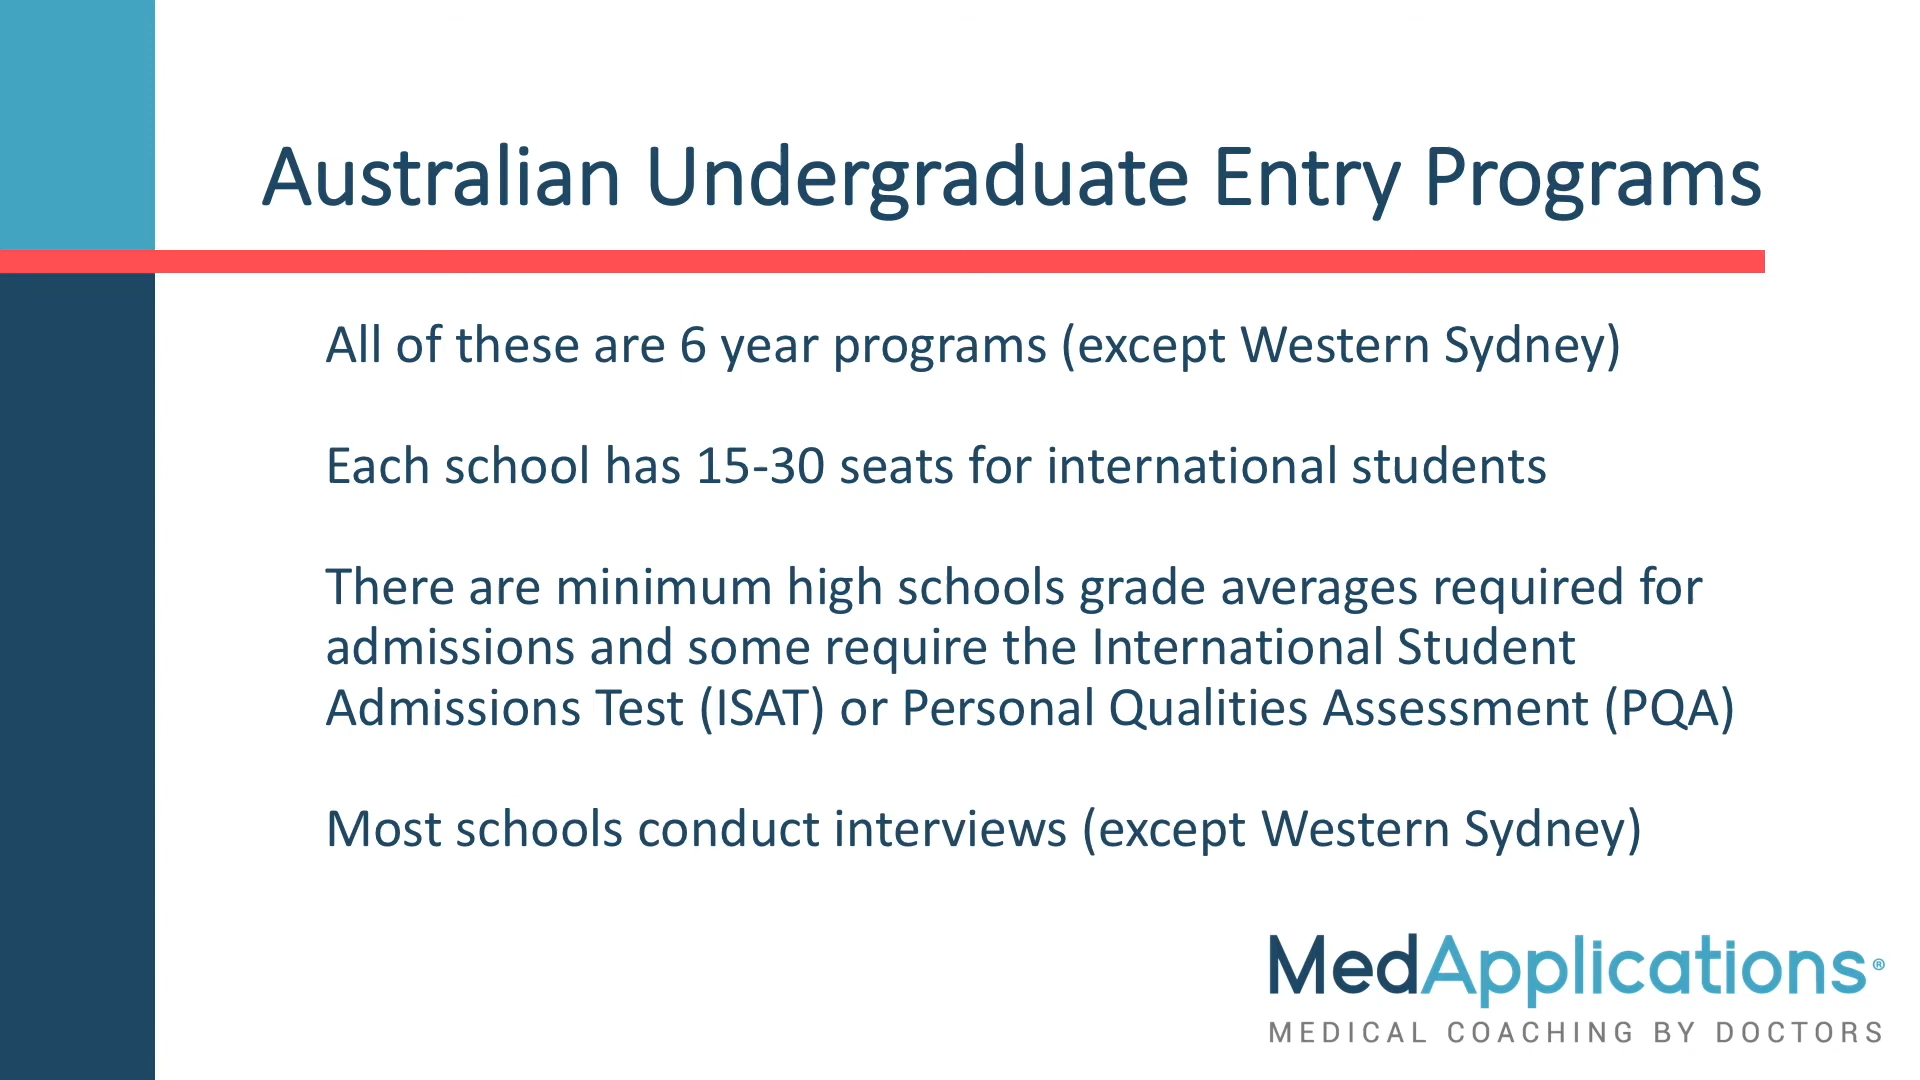 Australian Undergraduate Entry Programs
All of these are 6 year programs (except Western Sydney)
Each school has 15-30 seats for international students
There are minimum high schools grade averages required for
admissions and some require the International Student
Admissions Test (ISAT) or Personal Qualities Assessment (PQA)
Most schools conduct interviews (except Western Sydney)
MedApplications®
MEDICAL COACHING BY DOCTORS